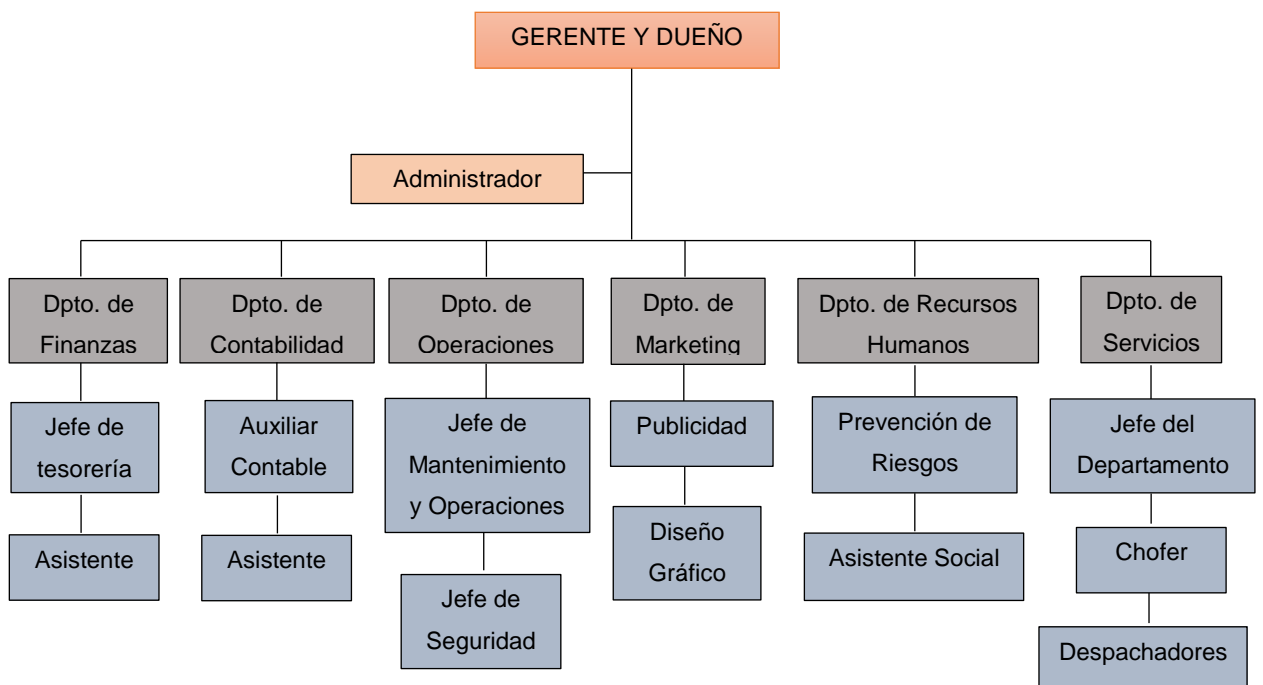 GERENTE Y DUEÑO
Administrador
Dpto. de
Finanzas
Dpto. de
Contabilidad
Dpto. de
Operaciones
Dpto. de
Marketing
Dpto. de Recursos
Humanos
Dpto. de
Servicios
Jefe de
tesorería
Auxiliar
Contable
Jefe de
Mantenimiento
y Operaciones
Publicidad
Prevención de
Riesgos
Jefe del
Departamento
Asistente
Asistente
Jefe de
Seguridad
Diseño
Gráfico
Asistente Social
Chofer
Despachadores